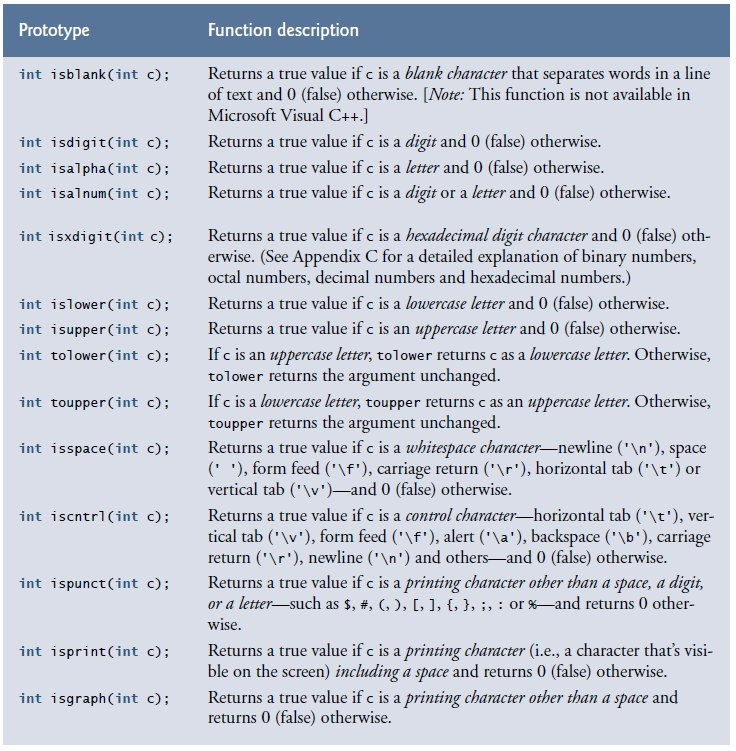 Prototype Function description
int isblank(int c); Returns a true value if c is a blank character that separates words in a line
of text and 0 (false) otherwise. [Note: This function is not available in
Microsoft Visual C++.]
int isdigit(int c); Returns a true value if c is a digit and 0 (false) otherwise.
int isalpha(int c); Returns a true value if c is a letter and 0 (false) otherwise.
int isalnum(int c); Returns a true value if c is a digit or a letter and 0 (false) otherwise.
int isxdigit(int c); Returns a true value if c is a hexadecimal digit character and 0 (false) oth-
erwise. (See Appendix C for a detailed explanation of binary numbers,
octal numbers, decimal numbers and hexadecimal numbers.)
int islower(int c); Returns a true value if c is a lowercase letter and 0 (false) otherwise.
int isupper(int c); Returns a true value if c is an uppercase letter and 0 (false) otherwise.
int tolower(int c); If c is an uppercase letter, tolower returns c as a lowercase letter. Otherwise,
tolower returns the argument unchanged.
int toupper(int c); If c is a lowercase letter, toupper returns c as an uppercase letter. Otherwise,
toupper returns the argument unchanged.
int isspace(int c); Returns a true value if c is a whitespace character—newline ('\n'), space
(' '), form feed ('\f'), carriage return ('\r'), horizontal tab ('\t') or
vertical tab ('\v')—and 0 (false) otherwise.
int iscntrl(int c); Returns a true value if c is a control character—horizontal tab ('\t'), ver-
tical tab ('\v'), form feed ('\f'), alert ('\a'), backspace ('\b'), carriage
return ('\r'), newline ('\n') and others—and 0 (false) otherwise.
int ispunct(int c); Returns a true value if c is a printing character other than a space, a digit,
or a letter—such as $, #, (, ), [, ], {, }, ;, : or %—and returns 0 other-
wise.
int isprint(int c); Returns a true value if c is a printing character (i.e., a character that's visi-
ble on the screen) including a space and returns 0 (false) otherwise.
int isgraph(int c); Returns a true value if c is a printing character other than a space and
returns 0 (false) otherwise.